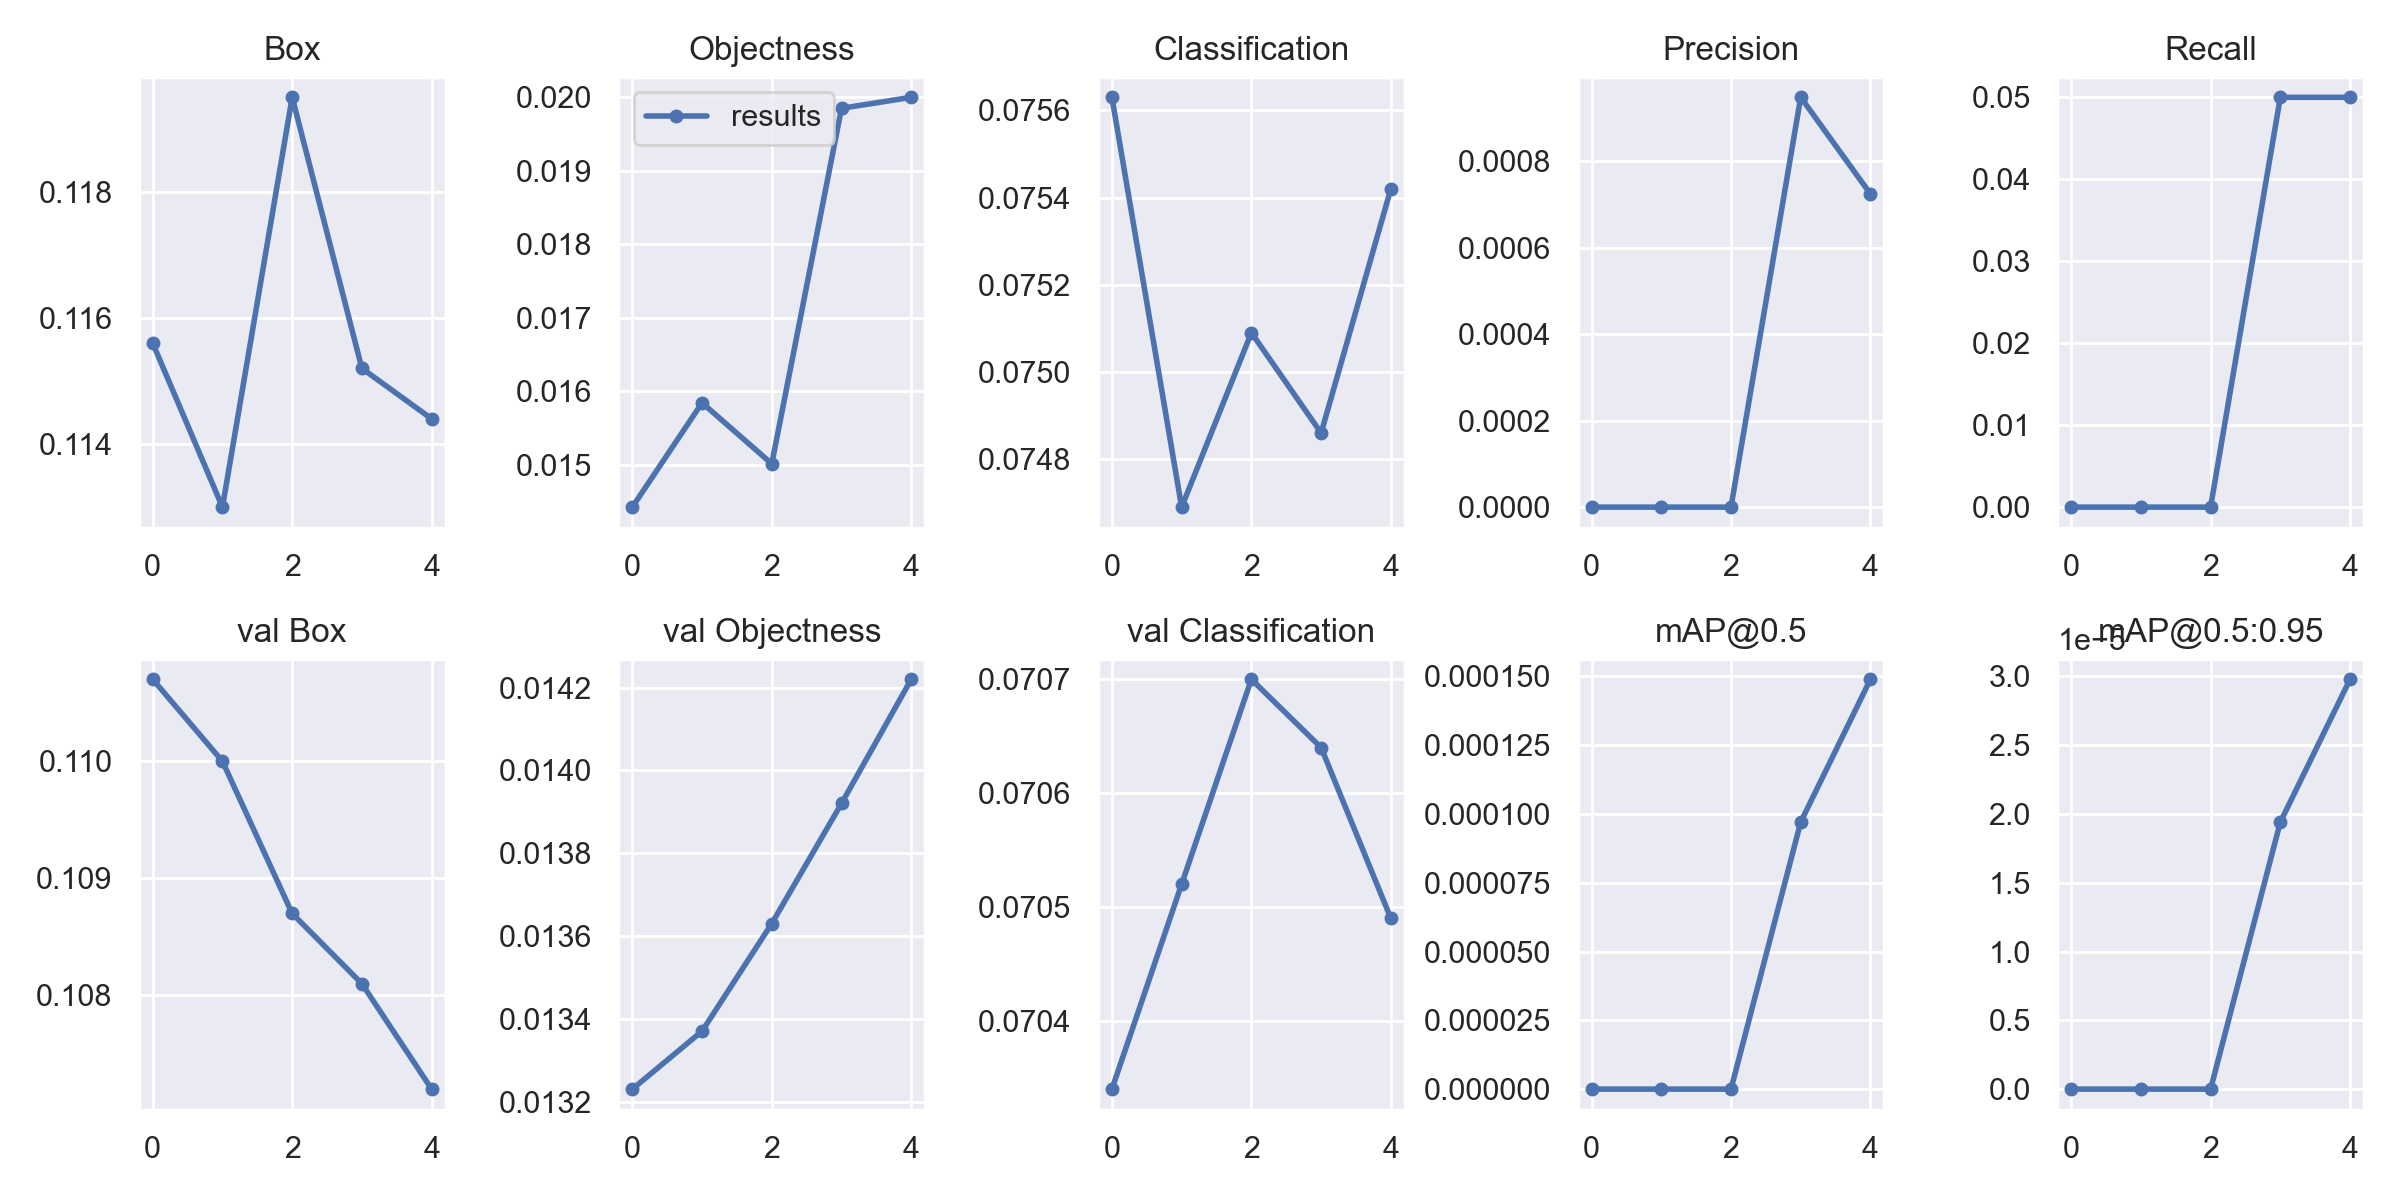 Box
0.118
0.116
0.114
0 2 4
Objectness
results
0.020
0.019
0.018
0.017
0.016
0.015
0 2 4
Classification
0.0756
0.0754
0.0752
0.0750
0.0748
0 2 4
Precision
0.0008
0.0006
0.0004
0.0002
0.0000
0 2 4
Recall
0.05
0.04
0.03
0.02
0.01
0.00
0 2 4
val Box
0.110
0.109
0.108
0 2 4
val Objectness
0.0142
0.0140
0.0138
0.0136
0.0134
0.0132
0 2 4
val Classification
0.0707
0.0706
0.0705
0.0704
0 2 4
mAP@0.5
0.000150
0.000125
0.000100
0.000075
0.000050
0.000025
0.000000
0 2 4
mAP@0.5:0.95
1e−5
3.0
2.5
2.0
1.5
1.0
0.5
0.0
0 2 4